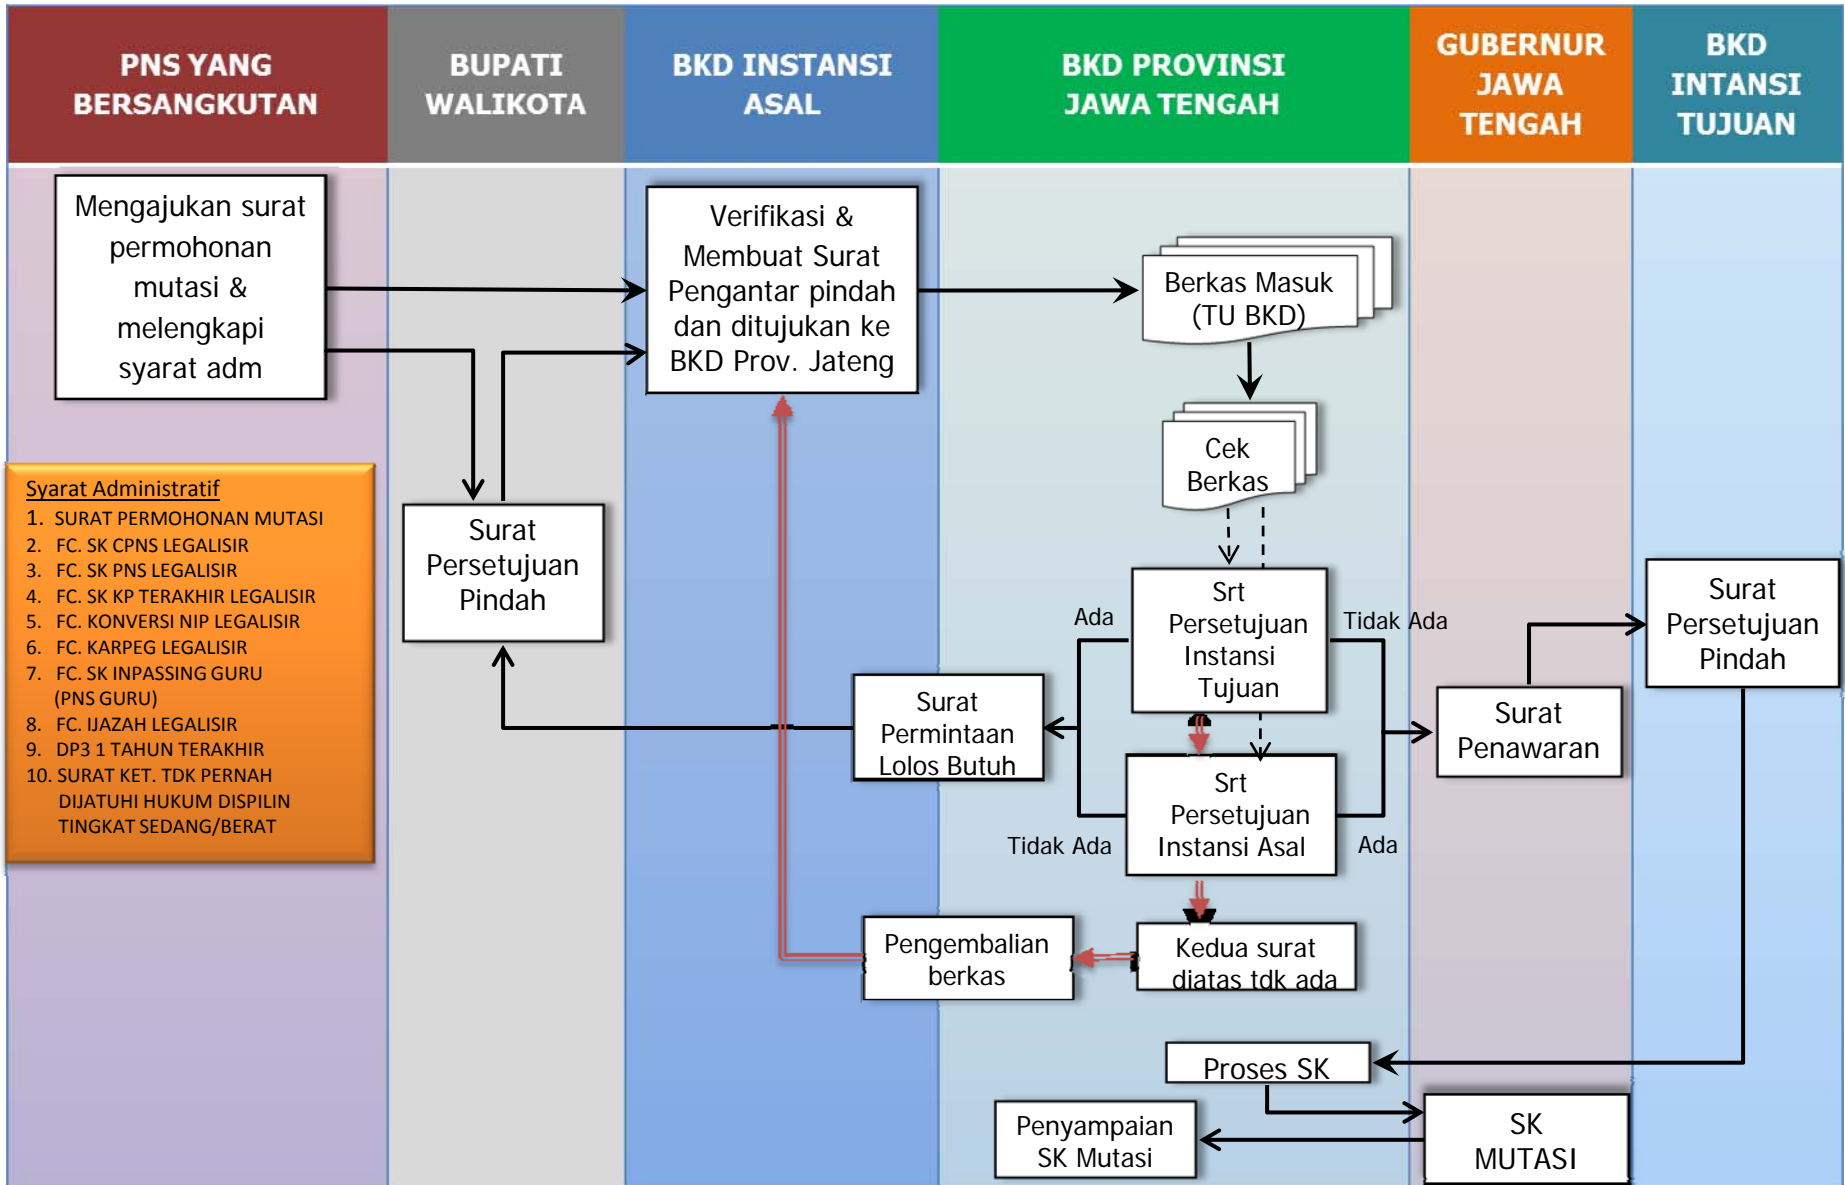 PNS YANG
BERSANGKUTAN
BUPATI
WALIKOTA
BKD INSTANSI
ASAL
BKD PROVINSI
JAWA TENGAH
GUBERNUR
JAWA
TENGAH
BKD
INTANSI
TUJUAN
Mengajukan surat
permohonan
mutasi &
melengkapi
syarat adm
Verifikasi &
Membuat Surat
Pengantar pindah
dan ditujukan ke
BKD Prov. Jateng
Berkas Masuk
(TU BKD)
Cek
Berkas
Syarat Administratif
1. SURAT PERMOHONAN MUTASI
2. FC. SK CPNS LEGALISIR
3. FC. SK PNS LEGALISIR
4. FC. SK KP TERAKHIR LEGALISIR
5. FC. KONVERSI NIP LEGALISIR
6. FC. KARPEG LEGALISIR
7. FC. SK INPASSING GURU
(PNS GURU)
8. FC. IJAZAH LEGALISIR
9. DP3 1 TAHUN TERAKHIR
10. SURAT KET. TDK PERNAH
DIJATUHI HUKUM DISPILIN
TINGKAT SEDANG/BERAT
Surat
Persetujuan
Pindah
Ada
Srt
Persetujuan
Instansi
Tujuan
Tidak Ada
Surat
Persetujuan
Pindah
Surat
Permintaan
Lolos Butuh
Surat
Penawaran
Tidak Ada
Srt
Persetujuan
Instansi Asal
Ada
Pengembalian
berkas
Kedua surat
diatas tdk ada
Proses SK
Penyampaian
SK Mutasi
SK
MUTASI